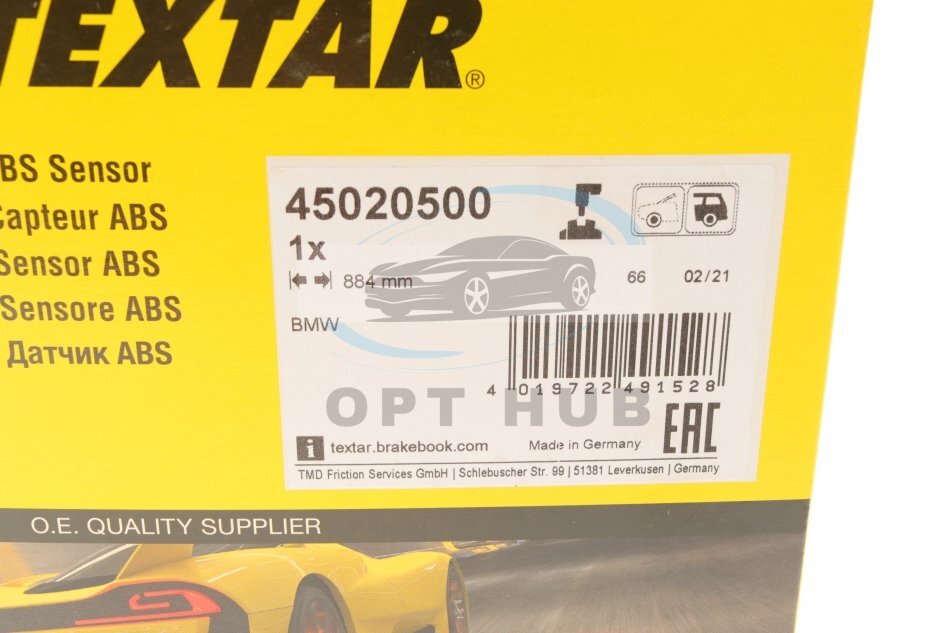 TEXTAR®
ABS Sensor
Capteur ABS
Sensor ABS
Sensore ABS
Датчик ABS
45020500
1x
884 mm
66 02/21
BMW
4 019722 491528
OPT HUB
EAC
i textar.brakebook.com Made in Germany
TMD Friction Services GmbH | Schlebuscher Str. 99 | 51381 Leverkusen | Germany
O.E. QUALITY SUPPLIER